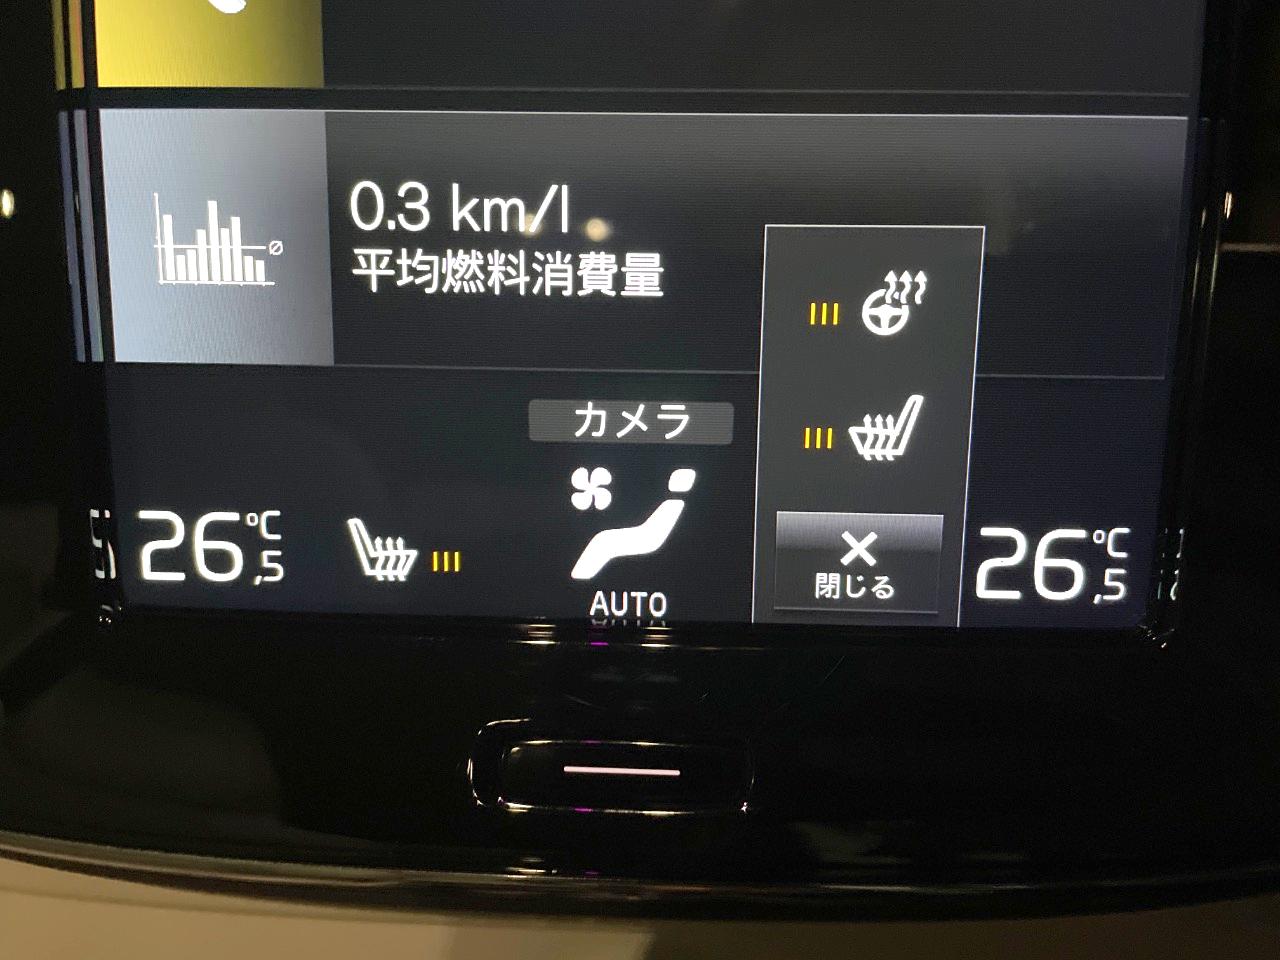 0.3 km/l
平均燃料消費量
カメラ
26,5 °C
AUTO
閉じる
26,5 °C